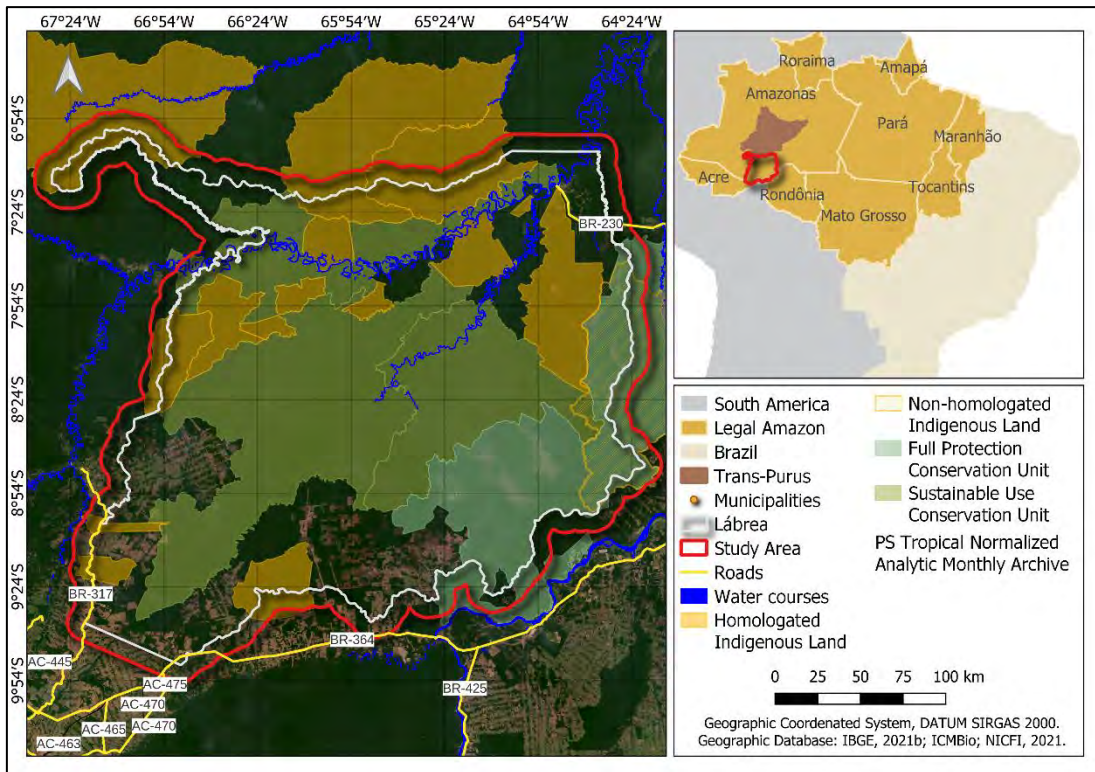 67°24'W 66°54'W 66°24'W 65°54'W 65°24'W 64°54'W 64°24'W
6°54'S
7°24'S
7°54'S
8°24'S
8°54'S
9°24'S
9°54'S
BR-230
BR-317
BR-364
AC-445
AC-475
BR-425
AC-470
AC-465
AC-470
AC-463
Roraima
Amapá
Amazonas
Pará
Maranhão
Acre
Rondônia
Tocantins
Mato Grosso
South America
Legal Amazon
Brazil
Trans-Purus
Municipalities
Lábrea
Study Area
Roads
Water courses
Homologated
Indigenous Land
Non-homologated
Indigenous Land
Full Protection
Conservation Unit
Sustainable Use
Conservation Unit
PS Tropical Normalized
Analytic Monthly Archive
0 25 50 75 100 km
Geographic Coordenated System, DATUM SIRGAS 2000.
Geographic Database: IBGE, 2021b; ICMBio; NICFI, 2021.